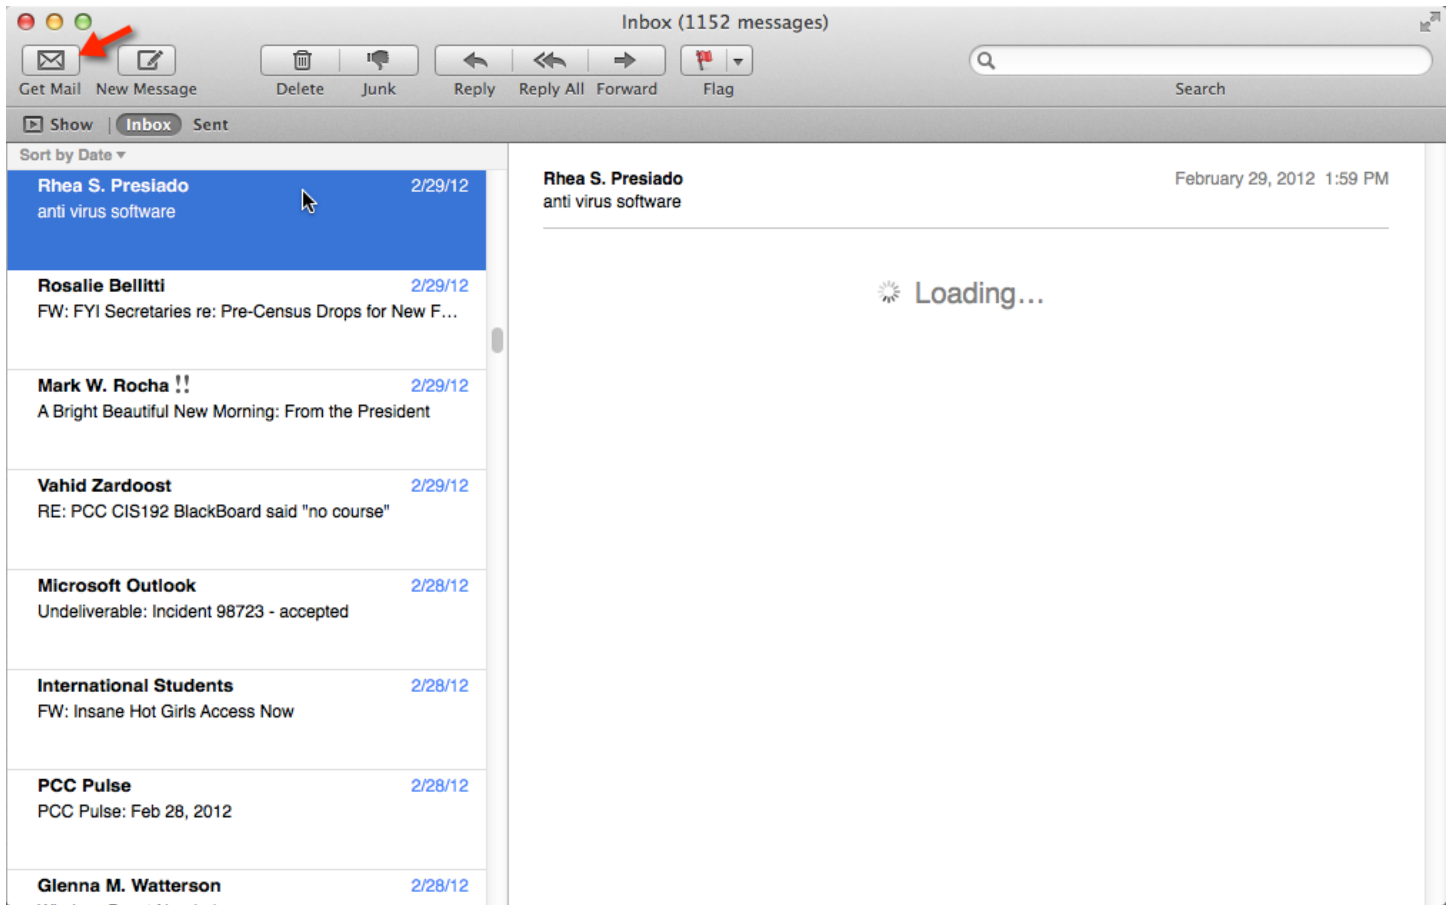 Inbox (1152 messages)
Get Mail New Message Delete Junk Reply Reply All Forward Flag Search
Show Inbox Sent
Sort by Date
Rhea S. Presiado 2/29/12
anti virus software
Rosalie Bellitti 2/29/12
FW: FYI Secretaries re: Pre-Census Drops for New F...
Mark W. Rocha !! 2/29/12
A Bright Beautiful New Morning: From the President
Vahid Zardoost 2/29/12
RE: PCC CIS192 BlackBoard said "no course"
Microsoft Outlook 2/28/12
Undeliverable: Incident 98723 - accepted
International Students 2/28/12
FW: Insane Hot Girls Access Now
PCC Pulse 2/28/12
PCC Pulse: Feb 28, 2012
Glenna M. Watterson 2/28/12
Rhea S. Presiado February 29, 2012 1:59 PM
anti virus software
Loading...